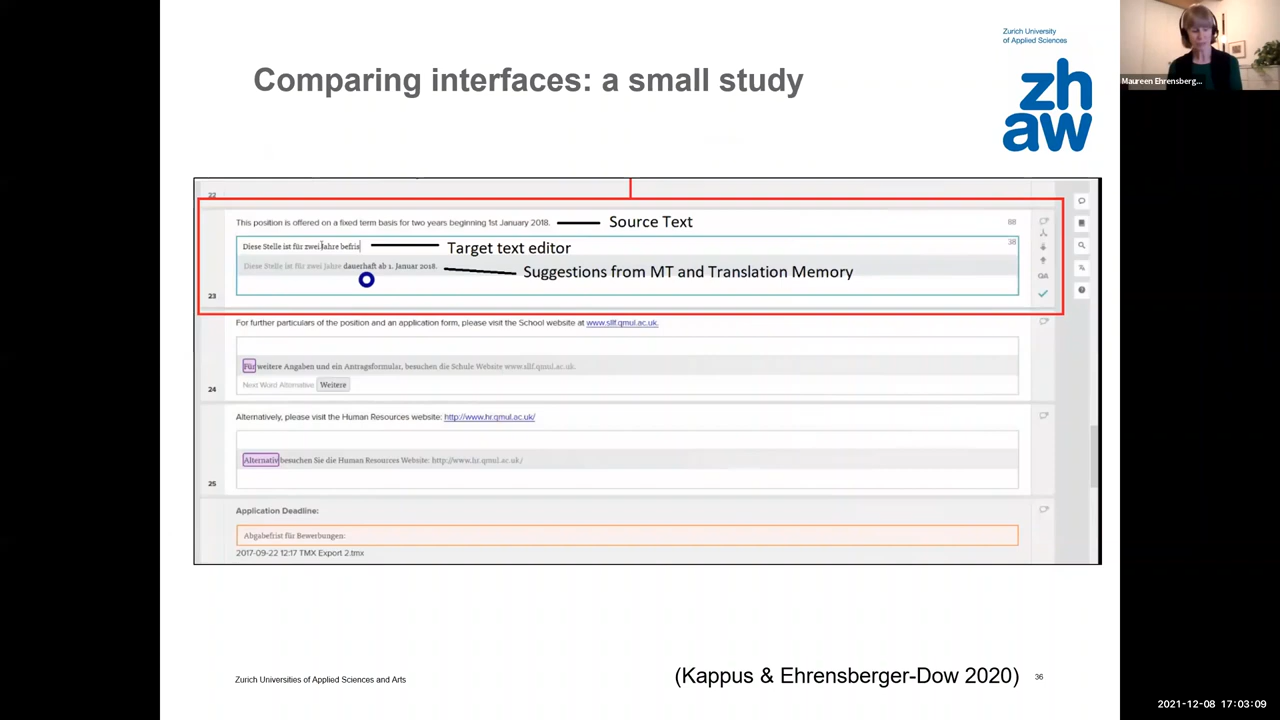 Zurich University
of Applied Sciences
zh
aw
Maureen Ehrensberg...
Comparing interfaces: a small study
22
This position is offered on a fixed term basis for two years beginning 1st January 2018.
Source Text
88
Diese Stelle ist für zwei Jahre befris
Target text editor
38
Diese Stelle ist für zwei Jahre dauerhaft ab 1. Januar 2018.
Suggestions from MT and Translation Memory
QA
23
For further particulars of the position and an application form, please visit the School website at www.sllf.qmul.ac.uk.
Für weitere Angaben und ein Antragsformular, besuchen die Schule Website www.sllf.qmul.ac.uk.
Next Word Alternative Weitere
24
Alternatively, please visit the Human Resources website: http://www.hr.qmul.ac.uk/
Alternativ besuchen Sie die Human Resources Website: http://www.hr.qmul.ac.uk/
25
Application Deadline:
Abgabefrist für Bewerbungen:
2017-09-22 12:17 TMX Export 2.tmx
Zurich Universities of Applied Sciences and Arts
(Kappus & Ehrensberger-Dow 2020)
36
2021-12-08 17:03:09